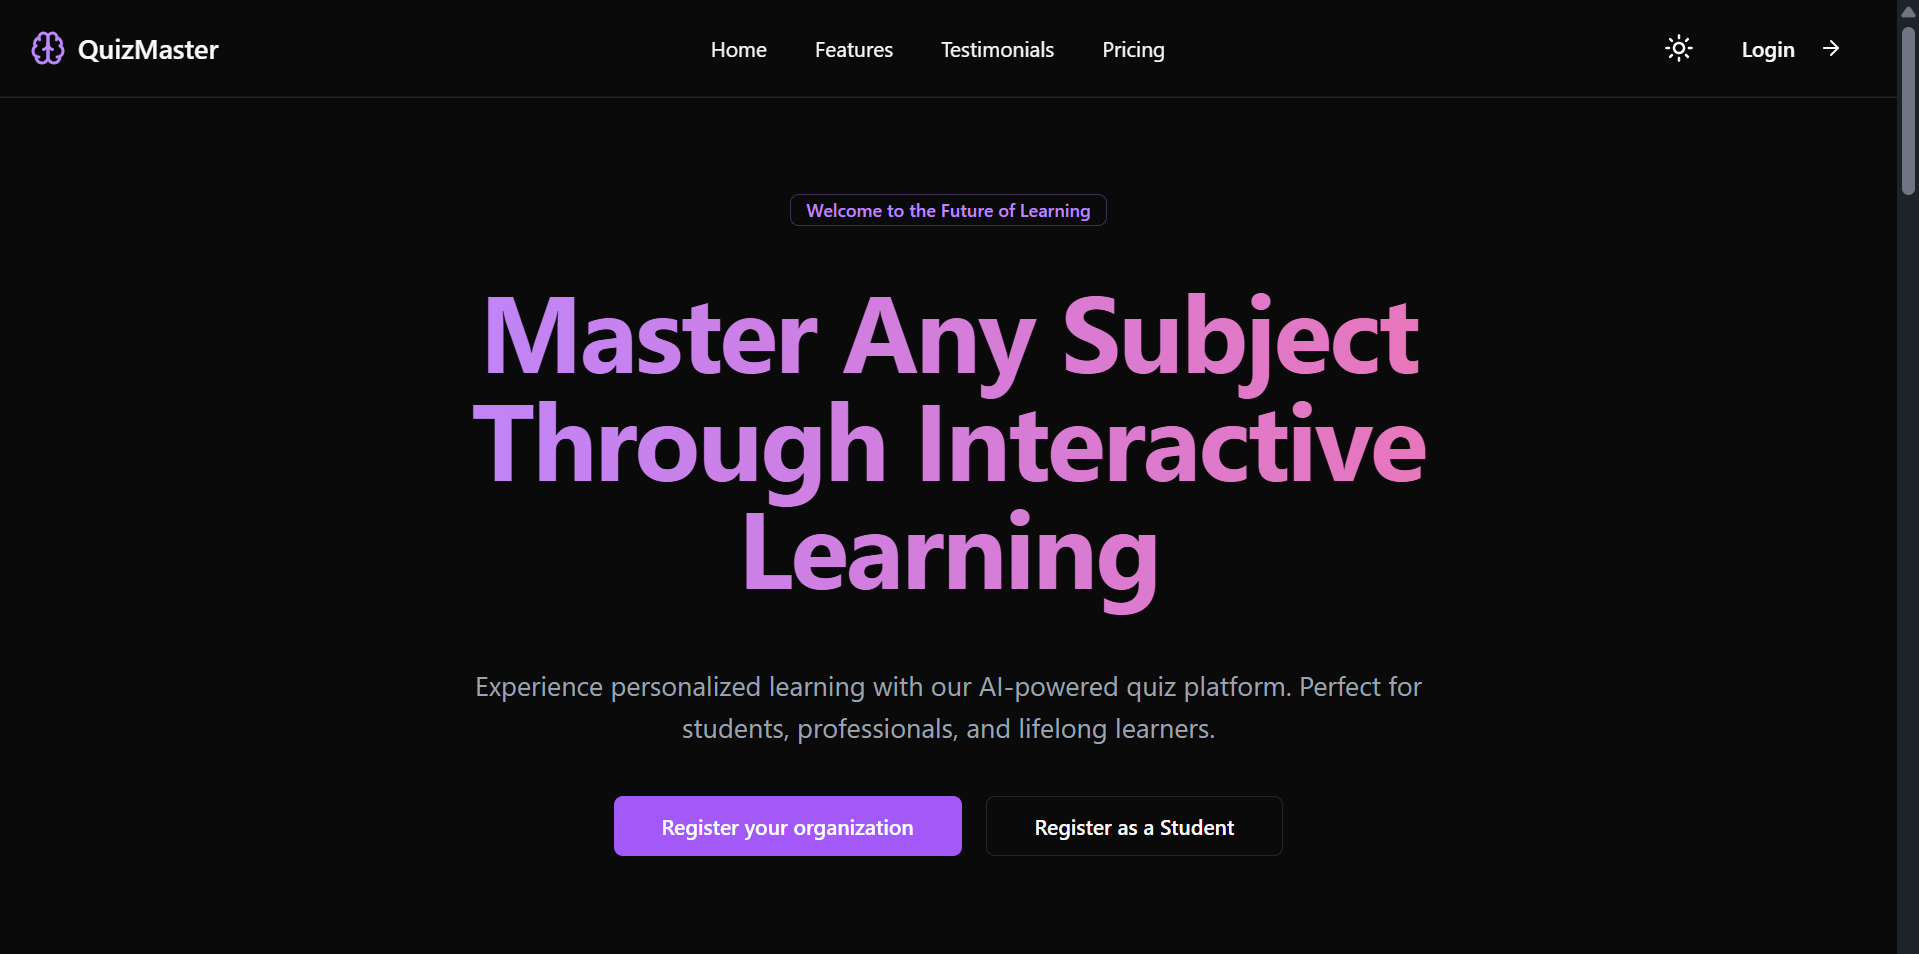 QuizMaster
Home
Features
Testimonials
Pricing
Login
Welcome to the Future of Learning
Master Any Subject
Through Interactive
Learning
Experience personalized learning with our AI-powered quiz platform. Perfect for
students, professionals, and lifelong learners.
Register your organization
Register as a Student